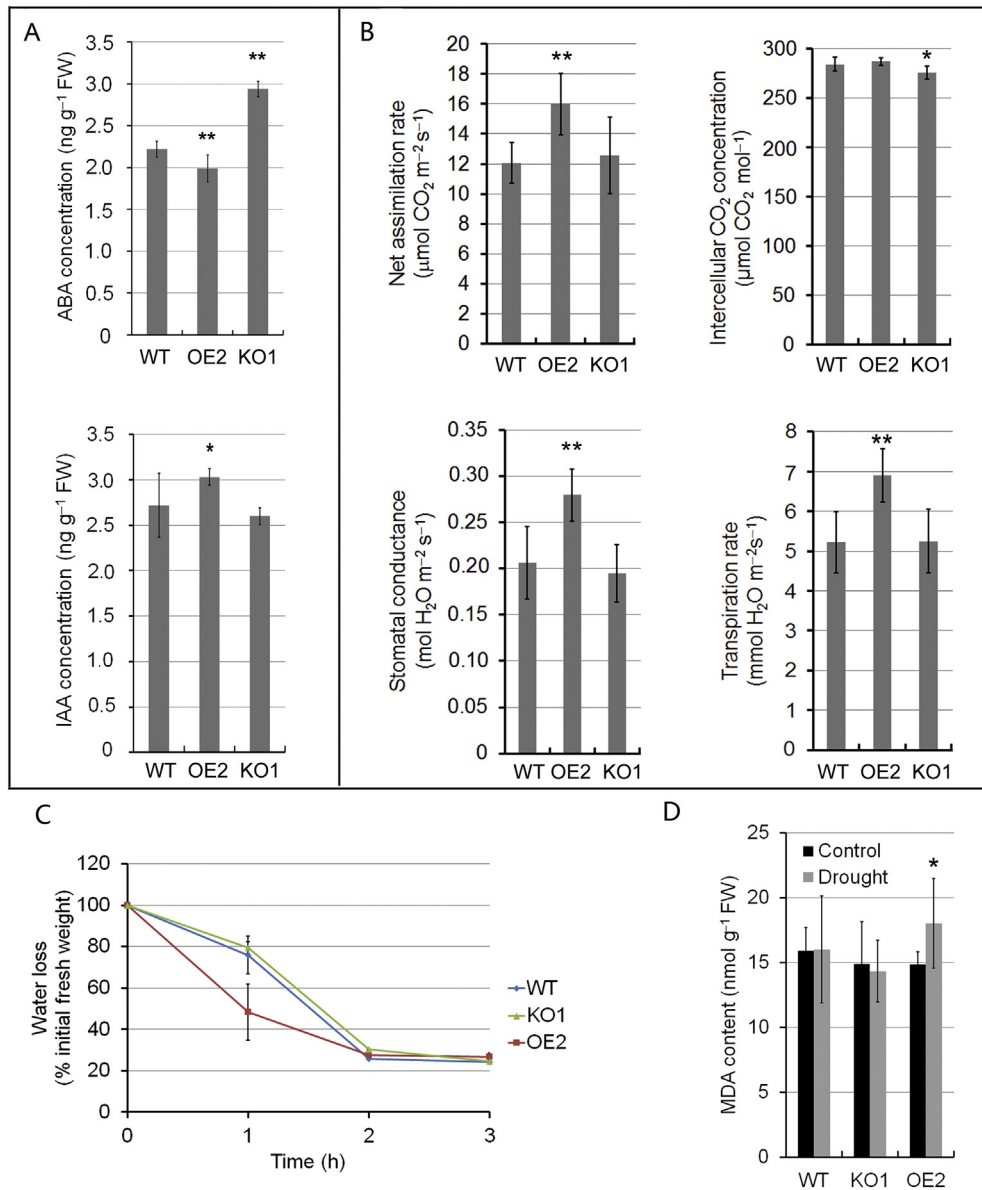 A
ABA concentration (ng g⁻¹ FW)
3.5
3.0
2.5
2.0
1.5
1.0
0.5
0
**
**
WT OE2 KO1
IAA concentration (ng g⁻¹ FW)
3.5
3.0
2.5
2.0
1.5
1.0
0.5
0
*
WT OE2 KO1
B
Net assimilation rate
(μmol CO₂ m⁻² s⁻¹)
20
18
16
14
12
10
8
6
4
2
0
**
WT OE2 KO1
Intercellular CO₂ concentration
(μmol CO₂ mol⁻¹)
300
250
200
150
300
250
0
*
WT OE2 KO1
Stomatal conductance
(mol H₂O m⁻² s⁻¹)
0.35
0.30
0.25
0.20
0.15
0.10
0.05
0
**
WT OE2 KO1
Transpiration rate
(mmol H₂O m⁻²s⁻¹)
8
7
6
5
4
3
2
1
0
**
WT OE2 KO1
C
Water loss
(% initial fresh weight)
120
100
80
60
40
20
0
0 1 2 3
Time (h)
WT
KO1
OE2
D
MDA content (nmol g⁻¹ FW)
25
20
15
10
5
0
Control
Drought
*
WT KO1 OE2